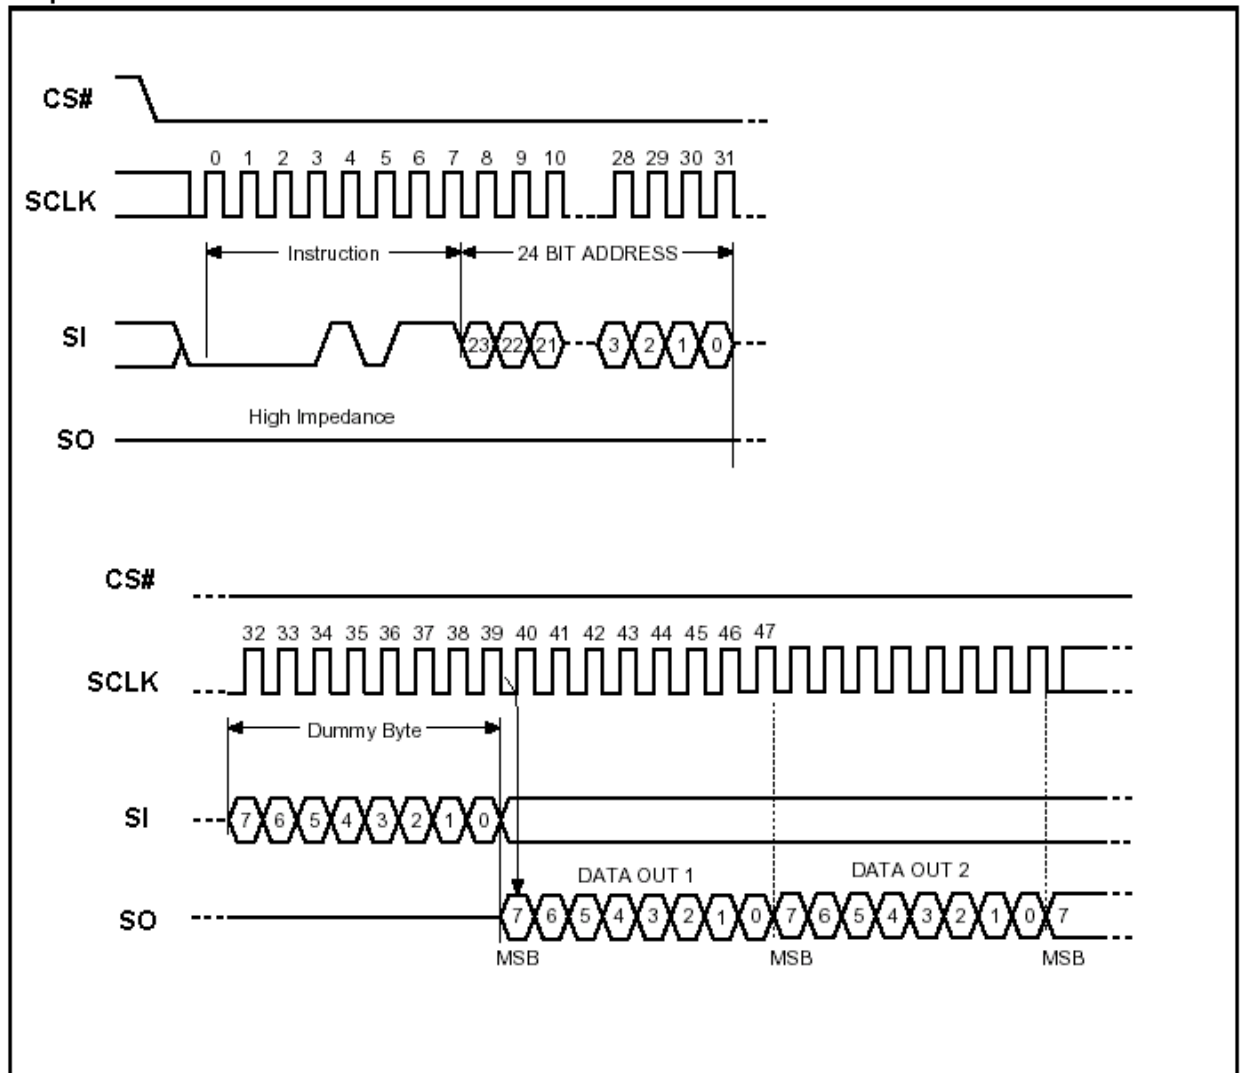 CS#
0 1 2 3 4 5 6 7 8 9 10 28 29 30 31
SCLK
Instruction 24 BIT ADDRESS
SI 23 22 21 3 2 1 0
High Impedance
SO
CS#
32 33 34 35 36 37 38 39 40 41 42 43 44 45 46 47
SCLK
Dummy Byte
SI 7 6 5 4 3 2 1 0
DATA OUT 1 DATA OUT 2
SO 7 6 5 4 3 2 1 0 7 6 5 4 3 2 1 0 7
MSB MSB MSB